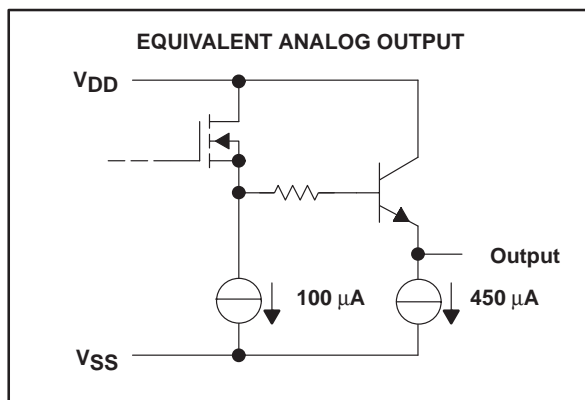 EQUIVALENT ANALOG OUTPUT
VDD
Output
100 μA
450 μA
VSS